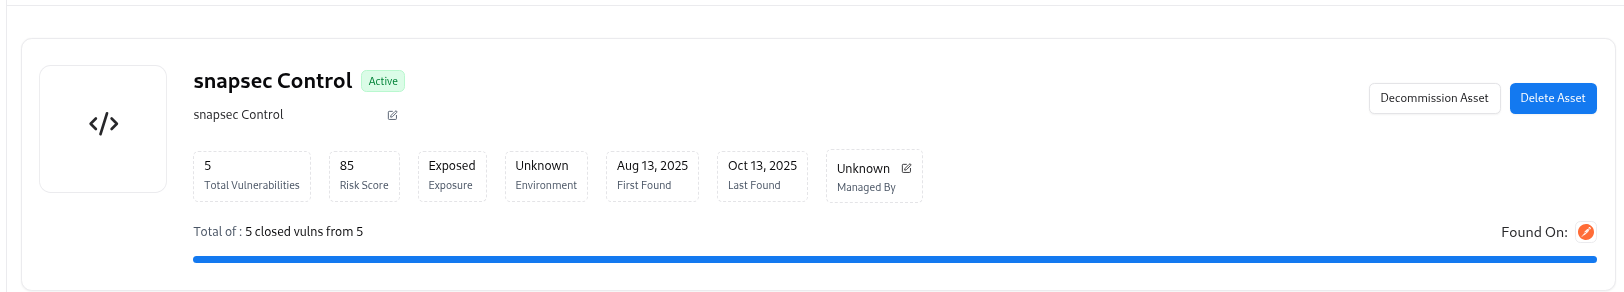 snapsec Control Active
snapsec Control
Decommission Asset Delete Asset
5 85 Exposed Unknown Aug 13, 2025 Oct 13, 2025 Unknown
Total Vulnerabilities Risk Score Exposure Environment First Found Last Found Managed By
Total of : 5 closed vulns from 5
Found On: